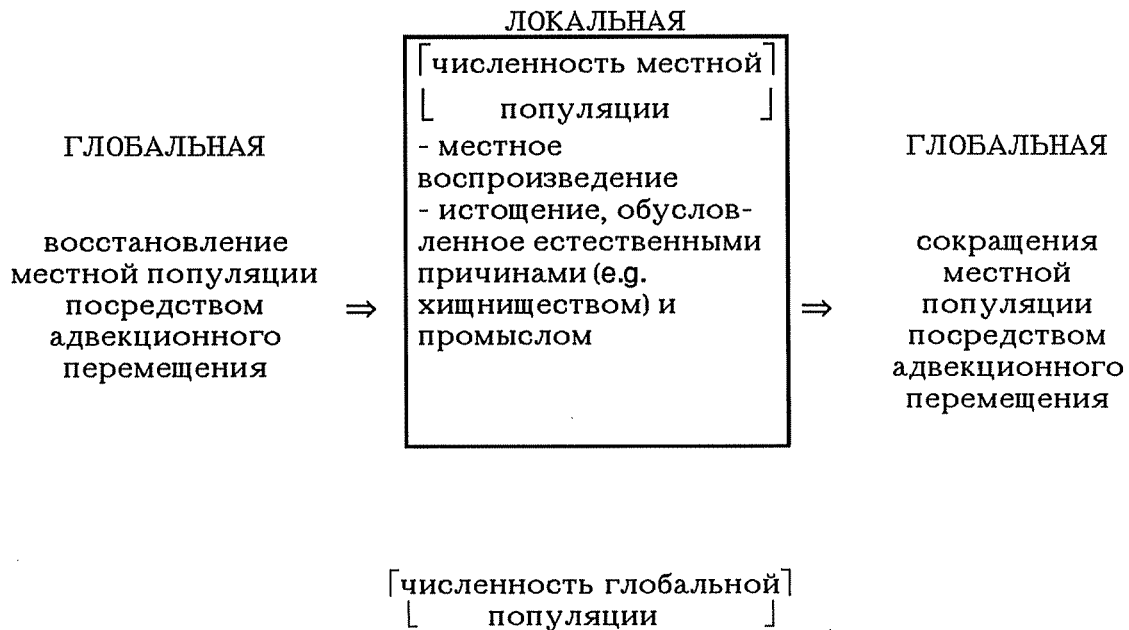 ЛОКАЛЬНАЯ
⌈численность местной⌉
⌊ популяции ⌋
- местное
воспроизведение
- истощение, обуслов-
ленное естественными
причинами (e.g.
хищниществом) и
промыслом
ГЛОБАЛЬНАЯ
восстановление
местной популяции
посредством ⇒
адвекционного
перемещения
ГЛОБАЛЬНАЯ
сокращения
местной
⇒ популяции
посредством
адвекционного
перемещения
⌈численность глобальной⌉
⌊ популяции ⌋